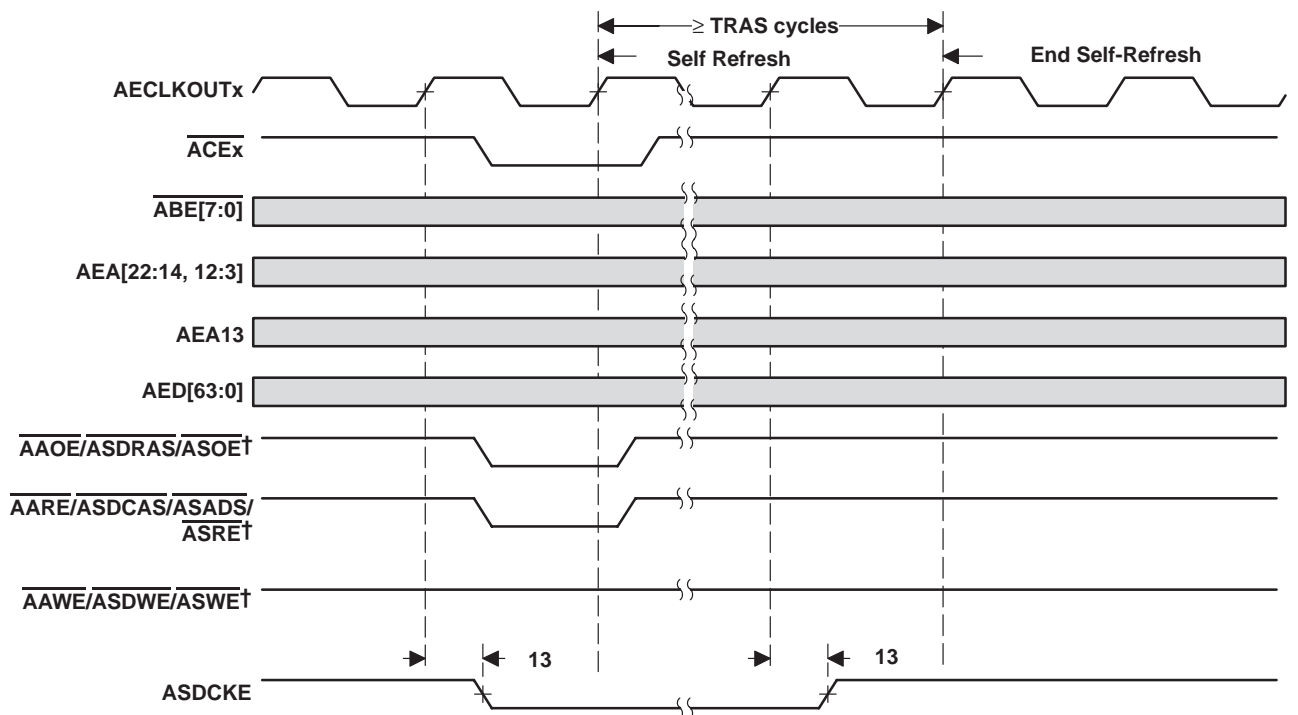 ≥ TRAS cycles
Self Refresh
End Self-Refresh
AECLKOUTx
ACEx
ABE[7:0]
AEA[22:14, 12:3]
AEA13
AED[63:0]
AAOE/ASDRAS/ASOE†
AARE/ASDCAS/ASADS/
ASRE†
AAWE/ASDWE/ASWE†
13
13
ASDCKE